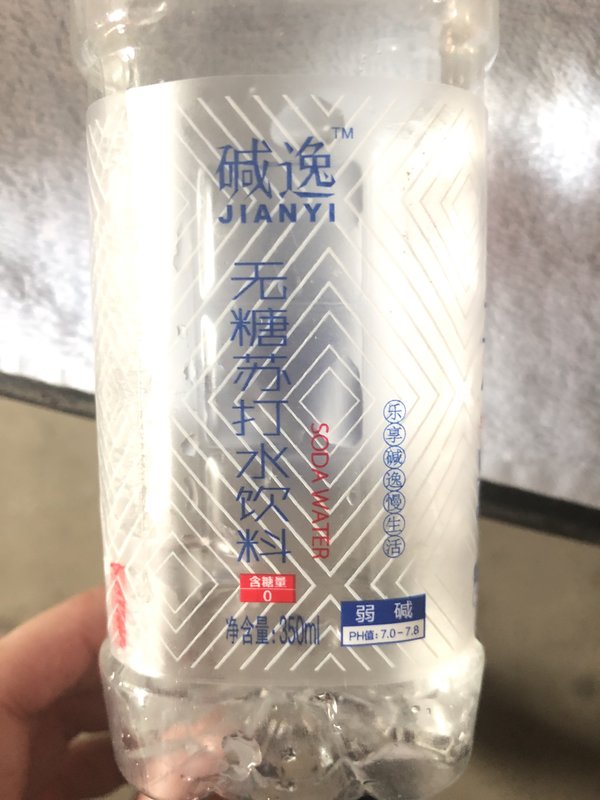 碱逸™
JIANYI
无糖苏打水饮料
SODA WATER
乐享碱逸慢生活
含糖量
0
净含量:350ml
弱 碱
PH值:7.0-7.8